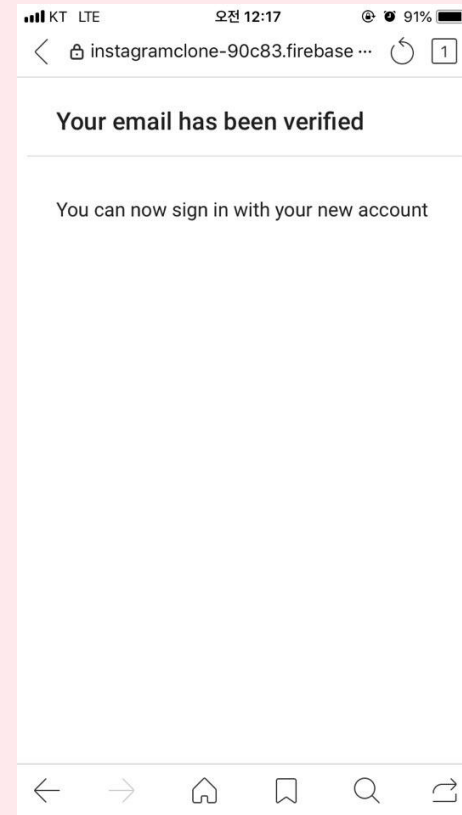 KT LTE 오전 12:17 91%
instagramclone-90c83.firebase ··· 1
Your email has been verified
You can now sign in with your new account